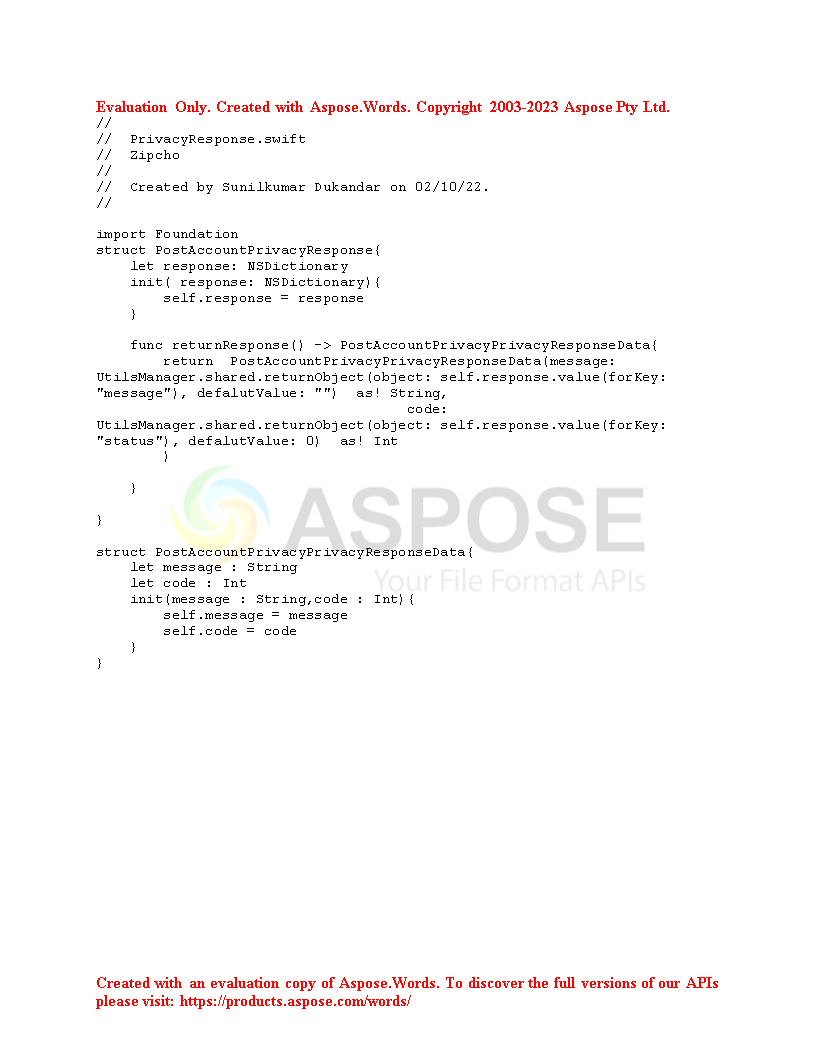 Evaluation Only. Created with Aspose.Words. Copyright 2003-2023 Aspose Pty Ltd.
//
//  PrivacyResponse.swift
//  Zipcho
//
//  Created by Sunilkumar Dukandar on 02/10/22.
//

import Foundation
struct PostAccountPrivacyResponse{
    let response: NSDictionary
    init( response: NSDictionary){
        self.response = response
    }

    func returnResponse() -> PostAccountPrivacyPrivacyResponseData{
        return  PostAccountPrivacyPrivacyResponseData(message:
UtilsManager.shared.returnObject(object: self.response.value(forKey:
"message"), defalutValue: "")  as! String,
                                     code:
UtilsManager.shared.returnObject(object: self.response.value(forKey:
"status"), defalutValue: 0)  as! Int
        )

    }

}
ASPOSE
Your File Format APIs

struct PostAccountPrivacyPrivacyResponseData{
    let message : String
    let code : Int
    init(message : String,code : Int){
        self.message = message
        self.code = code
    }
}
Created with an evaluation copy of Aspose.Words. To discover the full versions of our APIs
please visit: https://products.aspose.com/words/